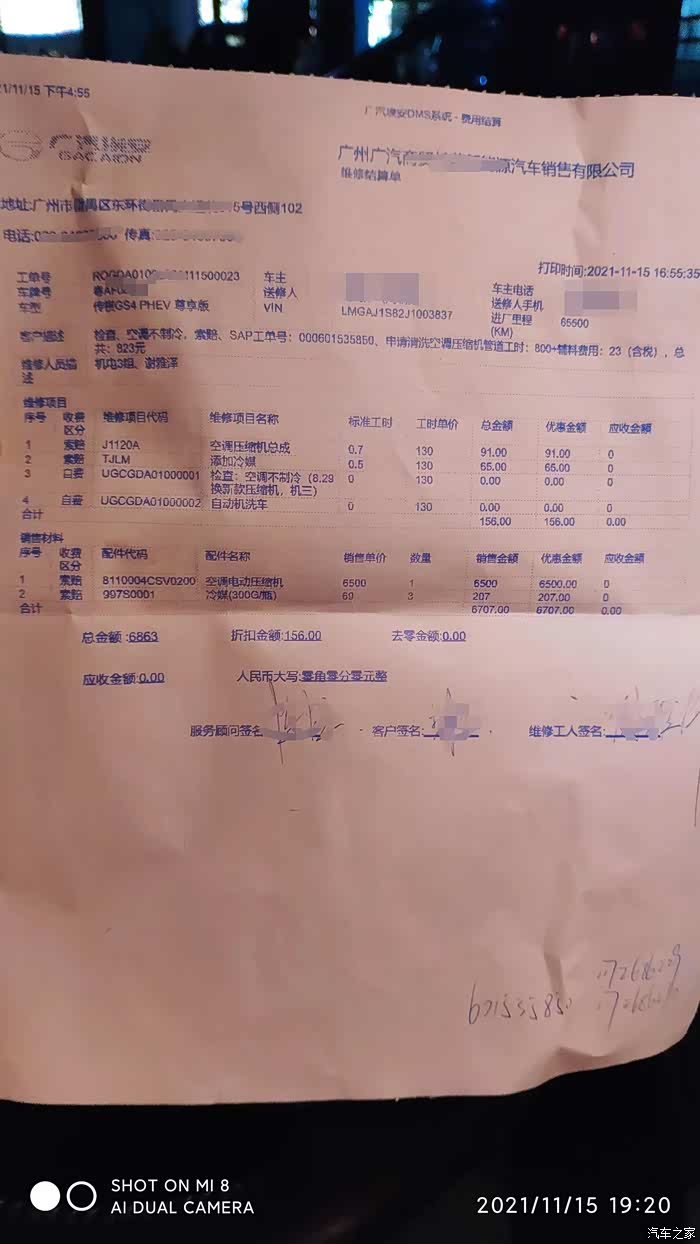 1/11/15 下午4:55
广汽埃安DMS系统 - 费用结算
GAC AION
广州广汽商贸 源汽车销售有限公司
维修结算单
地址:广州市番禺区东环街 5号西侧102
电话: 传真:
打印时间:2021-11-15 16:55:35
工单号 11500023 车主
车牌号 粤A 送修人 车主电话
车型 传祺GS4 PHEV 尊享版 VIN LMGAJ1S82J1003837 送修人手机
进厂里程(KM) 65500
客户描述 检查、空调不制冷，索赔、SAP工单号：000601535850、申请清洗空调压缩机管道工时：800+辅料费用：23（含税），总共：823元
维修人员描述 机电3组、谢雅泽
维修项目
序号 收费区分 维修项目代码 维修项目名称 标准工时 工时单价 总金额 优惠金额 应收金额
1 索赔 J1120A 空调压缩机总成 0.7 130 91.00 91.00 0
2 索赔 TJLM 添加冷媒 0.5 130 65.00 65.00 0
3 自费 UGCGDA01000001 检查：空调不制冷（8.29换新款压缩机，机三） 0 130 0.00 0.00 0
4 自费 UGCGDA01000002 自动机洗车 0 130 0.00 0.00 0
合计 156.00 156.00 0.00
销售材料
序号 收费区分 配件代码 配件名称 销售单价 数量 销售金额 优惠金额 应收金额
1 索赔 8110004CSV0200 空调电动压缩机 6500 1 6500 6500.00 0
2 索赔 997S0001 冷媒(300G/瓶) 69 3 207 207.00 0
合计 6707.00 6707.00 0.00
总金额:6863 折扣金额:156.00 去零金额:0.00
应收金额:0.00 人民币大写:零角零分零元整
服务顾问签名 客户签名: 维修工人签名:
601535850
SHOT ON MI 8
AI DUAL CAMERA
2021/11/15 19:20
汽车之家